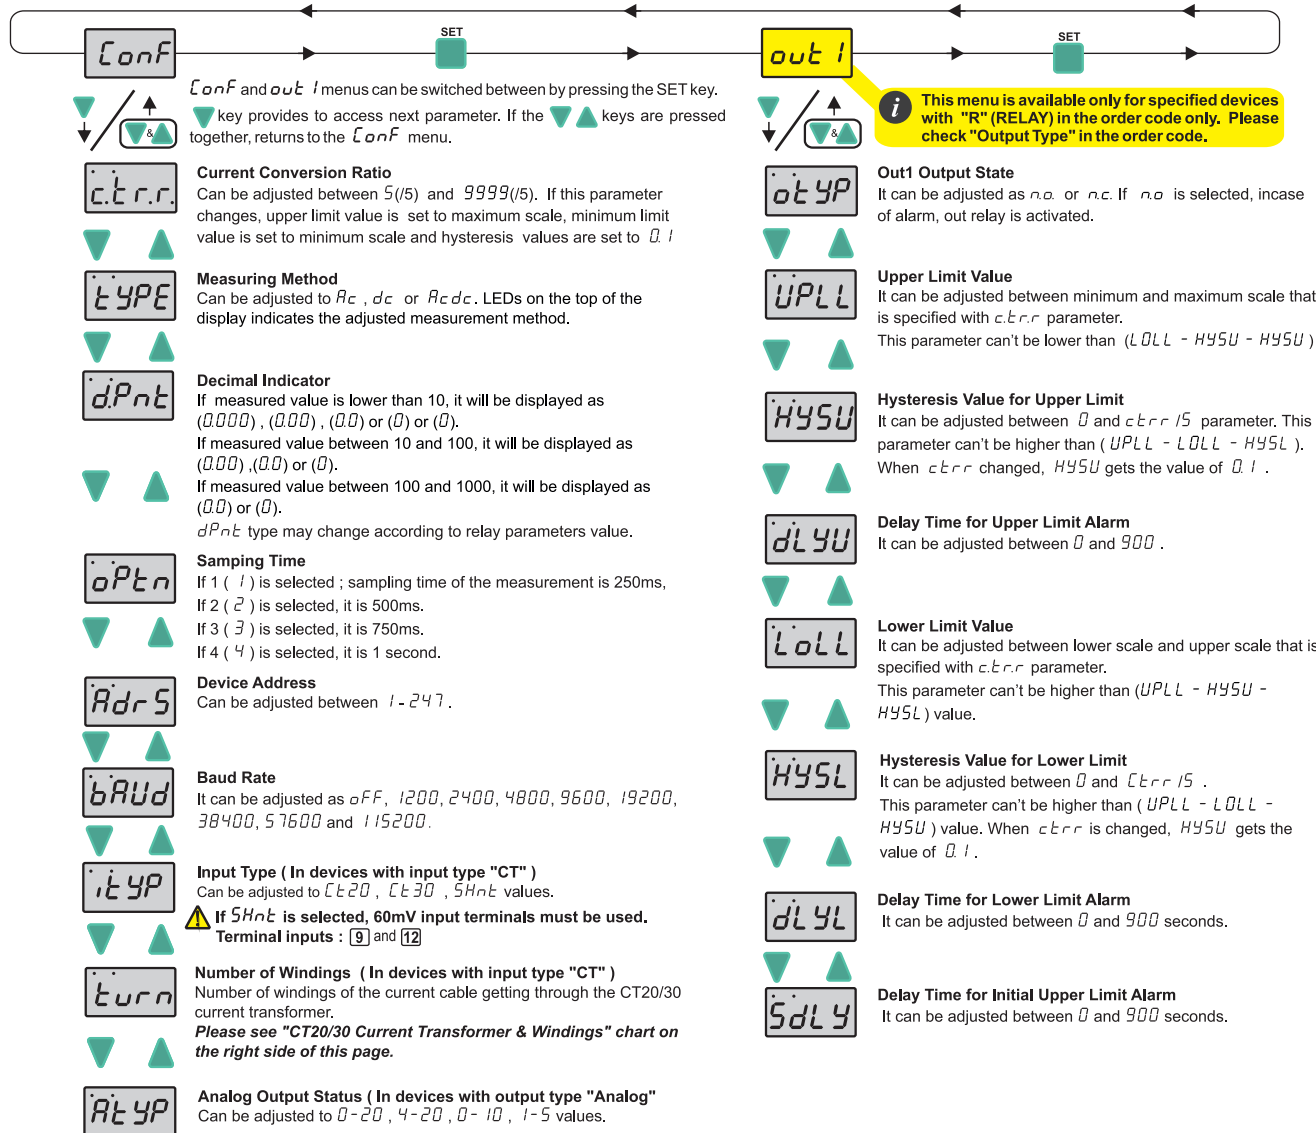 SET
SET
ConF
out 1
ConF and out 1 menus can be switched between by pressing the SET key.
key provides to access next parameter. If the keys are pressed
together, returns to the ConF menu.
&
&
i
This menu is available only for specified devices
with "R" (RELAY) in the order code only. Please
check "Output Type" in the order code.
c.tr.r.
Current Conversion Ratio
Can be adjusted between 5(/5) and 9999(/5). If this parameter
changes, upper limit value is set to maximum scale, minimum limit
value is set to minimum scale and hysteresis values are set to 0.1
tYPE
Measuring Method
Can be adjusted to Ac , dc or Acdc. LEDs on the top of the
display indicates the adjusted measurement method.
d.Pnt
Decimal Indicator
If measured value is lower than 10, it will be displayed as
(0.000) , (0.00) , (0.0) or (0) or (0).
If measured value between 10 and 100, it will be displayed as
(0.00) ,(0.0) or (0).
If measured value between 100 and 1000, it will be displayed as
(0.0) or (0).
dPnt type may change according to relay parameters value.
oPtn
Samping Time
If 1 ( 1 ) is selected ; sampling time of the measurement is 250ms,
If 2 ( 2 ) is selected, it is 500ms.
If 3 ( 3 ) is selected, it is 750ms.
If 4 ( 4 ) is selected, it is 1 second.
AdrS
Device Address
Can be adjusted between 1-247.
bAUd
Baud Rate
It can be adjusted as oFF, 1200, 2400, 4800, 9600, 19200,
38400, 57600 and 115200.
itYP
Input Type ( In devices with input type "CT" )
Can be adjusted to Ct20 , Ct30 , SHnt values.
If SHnt is selected, 60mV input terminals must be used.
Terminal inputs : 9 and 12
turn
Number of Windings ( In devices with input type "CT" )
Number of windings of the current cable getting through the CT20/30
current transformer.
Please see "CT20/30 Current Transformer & Windings" chart on
the right side of this page.
AtYP
Analog Output Status ( In devices with output type "Analog"
Can be adjusted to 0-20 , 4-20 , 0-10 , 1-5 values.
otYP
Out1 Output State
It can be adjusted as n.o. or n.c. If n.o is selected, incase
of alarm, out relay is activated.
UPLL
Upper Limit Value
It can be adjusted between minimum and maximum scale that
is specified with c.tr.r parameter.
This parameter can't be lower than (LOLL - HYSU - HYSU )
HYSU
Hysteresis Value for Upper Limit
It can be adjusted between 0 and ctrr /5 parameter. This
parameter can't be higher than ( UPLL - LOLL - HYSL ).
When ctrr changed, HYSU gets the value of 0.1 .
dLYU
Delay Time for Upper Limit Alarm
It can be adjusted between 0 and 900 .
LoLL
Lower Limit Value
It can be adjusted between lower scale and upper scale that is
specified with c.tr.r parameter.
This parameter can't be higher than (UPLL - HYSU -
HYSL ) value.
HYSL
Hysteresis Value for Lower Limit
It can be adjusted between 0 and Ctrr /5 .
This parameter can't be higher than ( UPLL - LOLL -
HYSU ) value. When ctrr is changed, HYSU gets the
value of 0.1 .
dLYL
Delay Time for Lower Limit Alarm
It can be adjusted between 0 and 900 seconds.
SdLY
Delay Time for Initial Upper Limit Alarm
It can be adjusted between 0 and 900 seconds.